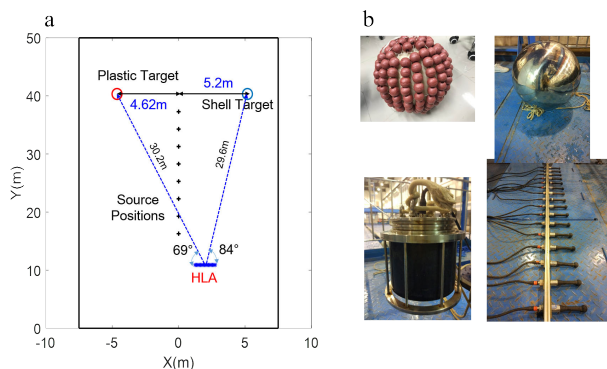 a
b
50
40
30
20
10
0
Y(m)
Plastic Target
5.2m
4.62m
Shell Target
30.2m
29.6m
Source
Positions
69°
84°
HLA
-10
-5
0
5
10
X(m)